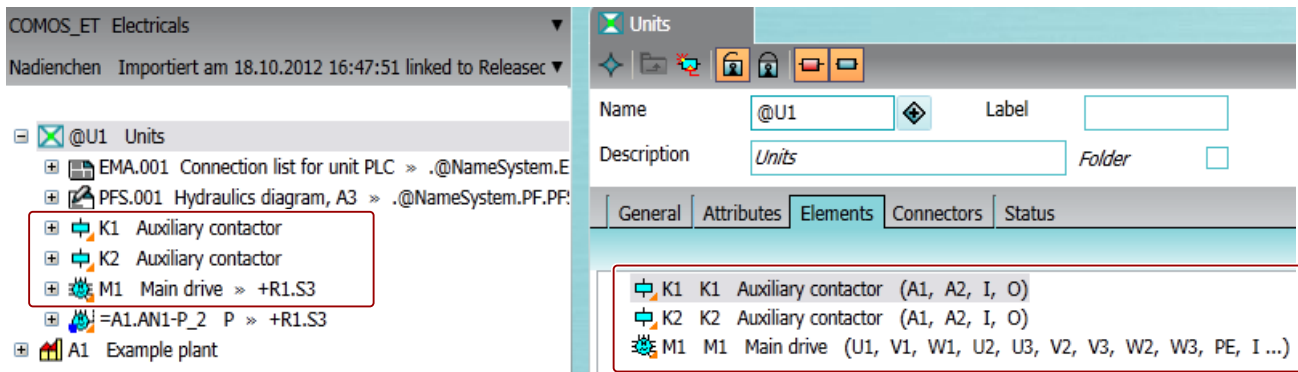 COMOS_ET Electricals
Nadienchen Importiert am 18.10.2012 16:47:51 linked to Released
@U1 Units
EMA.001 Connection list for unit PLC » .@NameSystem.E
PFS.001 Hydraulics diagram, A3 » .@NameSystem.PF.PFS
K1 Auxiliary contactor
K2 Auxiliary contactor
M1 Main drive » +R1.S3
=A1.AN1-P_2 P » +R1.S3
A1 Example plant
Units
Name @U1 Label
Description Units Folder
General Attributes Elements Connectors Status
K1 K1 Auxiliary contactor (A1, A2, I, O)
K2 K2 Auxiliary contactor (A1, A2, I, O)
M1 M1 Main drive (U1, V1, W1, U2, U3, V2, V3, W2, W3, PE, I ...)